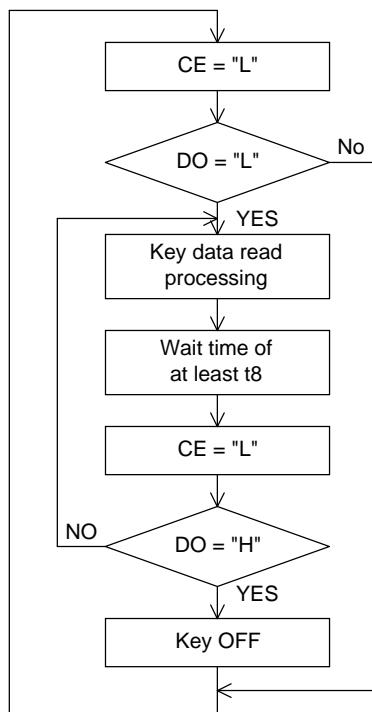 CE = "L"
DO = "L"
No
YES
Key data read
processing
Wait time of
at least t8
CE = "L"
NO
DO = "H"
YES
Key OFF